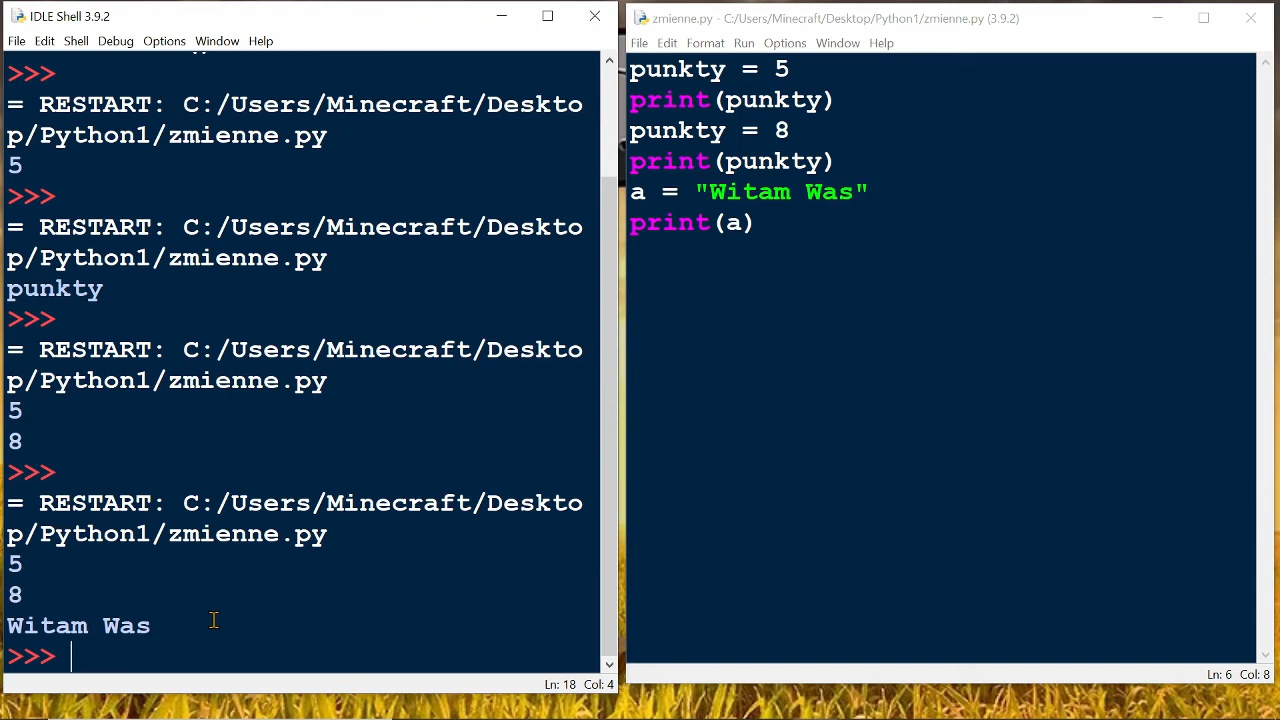 IDLE Shell 3.9.2
File Edit Shell Debug Options Window Help
>>>
= RESTART: C:/Users/Minecraft/Deskto
p/Python1/zmienne.py
5
>>>
= RESTART: C:/Users/Minecraft/Deskto
p/Python1/zmienne.py
punkty
>>>
= RESTART: C:/Users/Minecraft/Deskto
p/Python1/zmienne.py
5
8
>>>
= RESTART: C:/Users/Minecraft/Deskto
p/Python1/zmienne.py
5
8
Witam Was
>>>
Ln: 18 Col: 4
zmienne.py - C:/Users/Minecraft/Desktop/Python1/zmienne.py (3.9.2)
File Edit Format Run Options Window Help
punkty = 5
print(punkty)
punkty = 8
print(punkty)
a = "Witam Was"
print(a)
Ln: 6 Col: 8